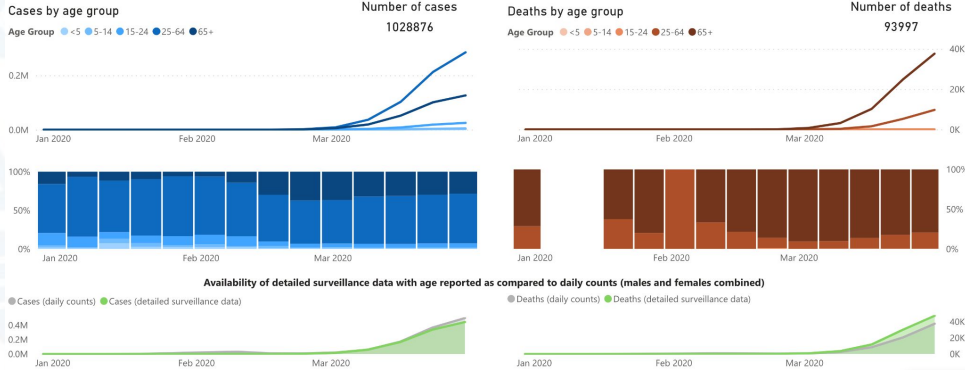 Cases by age group
Number of cases
1028876
Age Group <5 5-14 15-24 25-64 65+
0.2M
0.0M
Jan 2020 Feb 2020 Mar 2020
100%
50%
0%
Jan 2020 Feb 2020 Mar 2020
Deaths by age group
Number of deaths
93997
Age Group <5 5-14 15-24 25-64 65+
40K
20K
0K
Jan 2020 Feb 2020 Mar 2020
100%
50%
0%
Jan 2020 Feb 2020 Mar 2020
Availability of detailed surveillance data with age reported as compared to daily counts (males and females combined)
Cases (daily counts) Cases (detailed surveillance data)
0.4M
0.2M
0.0M
Jan 2020 Feb 2020 Mar 2020
Deaths (daily counts) Deaths (detailed surveillance data)
40K
20K
0K
Jan 2020 Feb 2020 Mar 2020